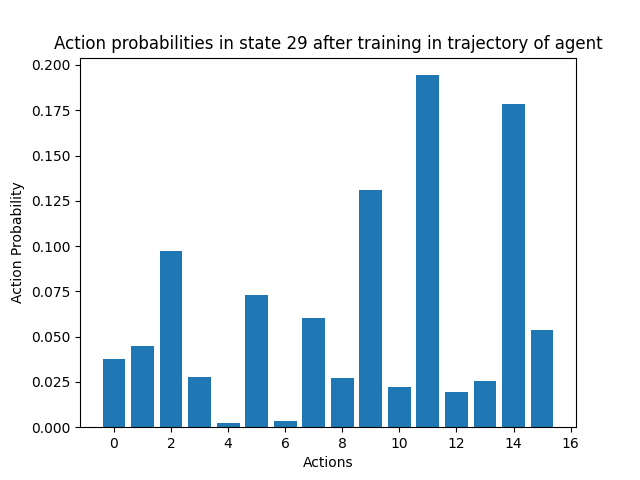 Action probabilities in state 29 after training in trajectory of agent
0.200
0.175
0.150
0.125
0.100
0.075
0.050
0.025
0.000
Action Probability
0 2 4 6 8 10 12 14 16
Actions